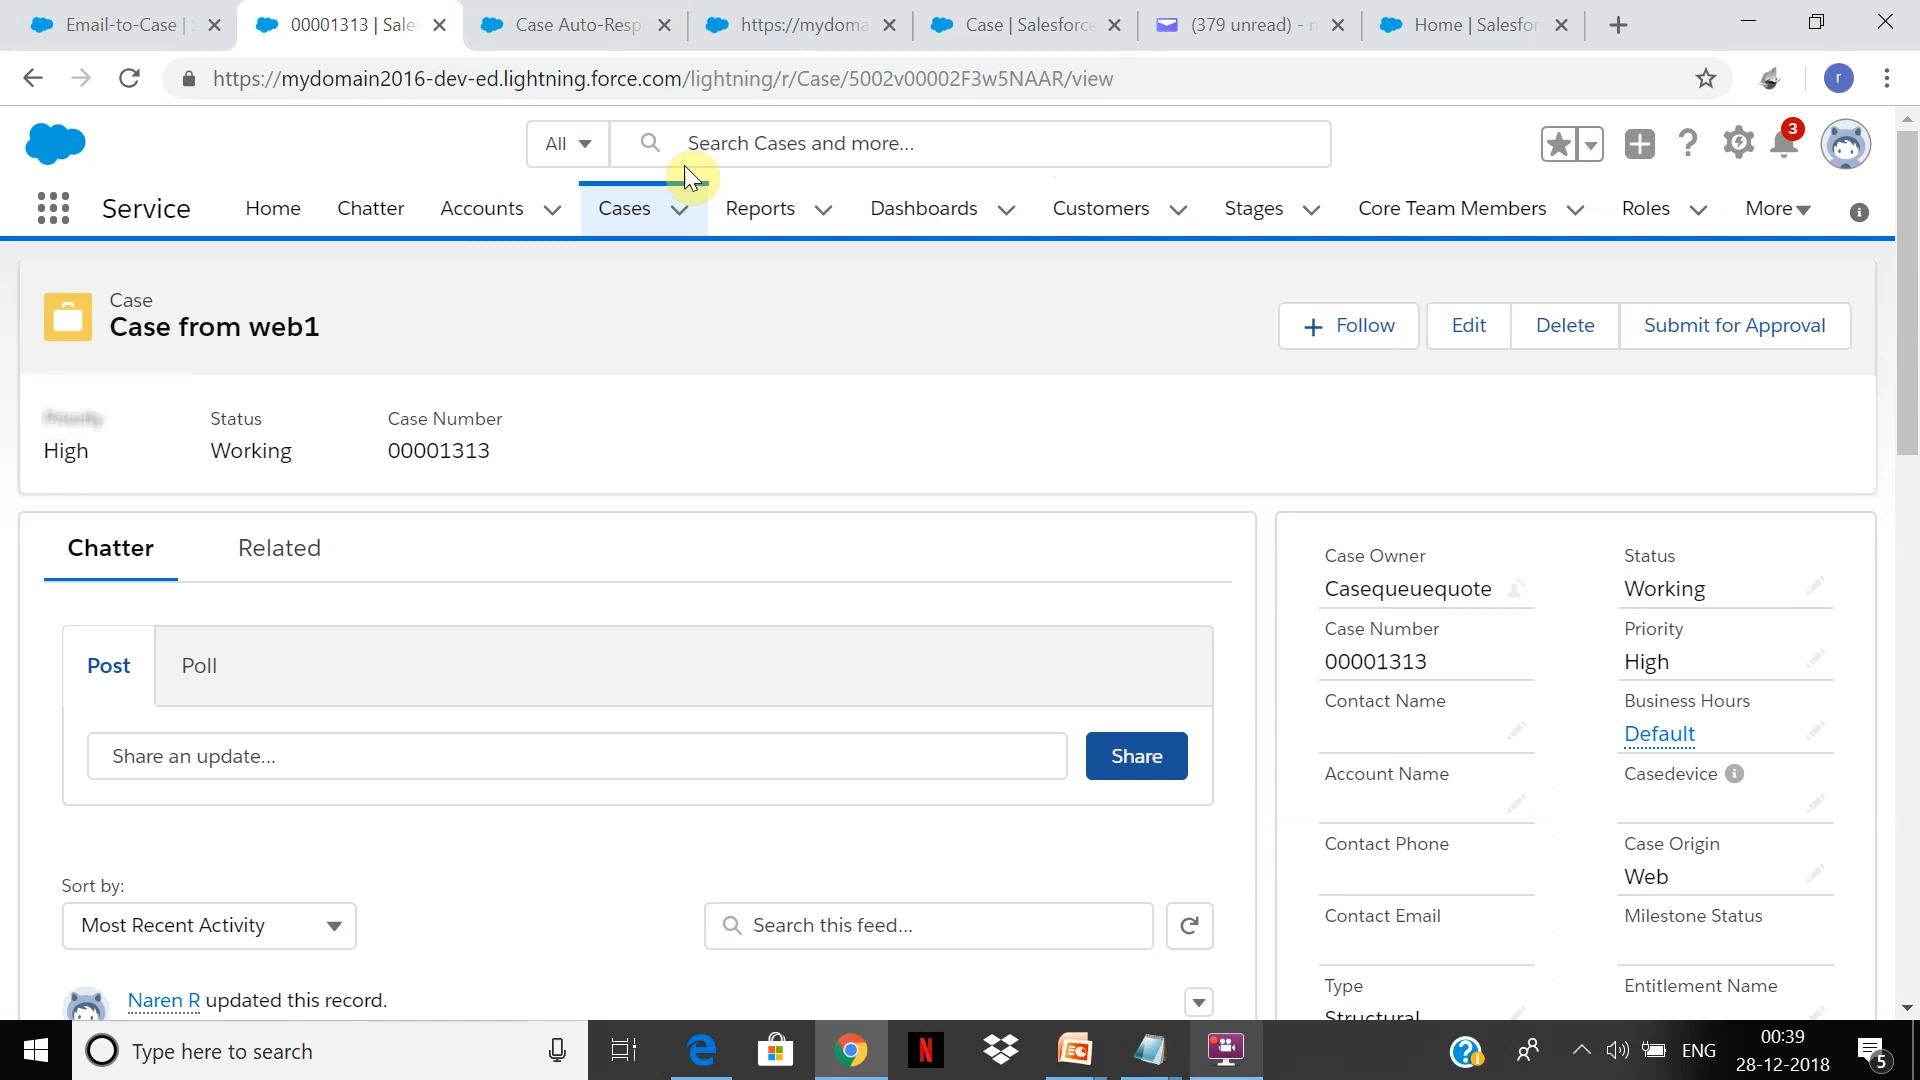 Email-to-Case | S
00001313 | Sales
Case Auto-Resp
https://mydoma
Case | Salesforce
(379 unread) - n
Home | Salesfor
https://mydomain2016-dev-ed.lightning.force.com/lightning/r/Case/5002v00002F3w5NAAR/view
r
All
Search Cases and more...
3
Service
Home
Chatter
Accounts
Cases
Reports
Dashboards
Customers
Stages
Core Team Members
Roles
More
Case
Case from web1
Follow
Edit
Delete
Submit for Approval
Priority
Status
Case Number
High
Working
00001313
Chatter
Related
Post
Poll
Share an update...
Share
Sort by:
Most Recent Activity
Search this feed...
Naren R updated this record.
Case Owner
Casequeuequote
Status
Working
Case Number
00001313
Priority
High
Contact Name
Business Hours
Default
Account Name
Casedevice
Contact Phone
Case Origin
Web
Contact Email
Milestone Status
Type
Structural
Entitlement Name
Type here to search
ENG
00:39
28-12-2018
5